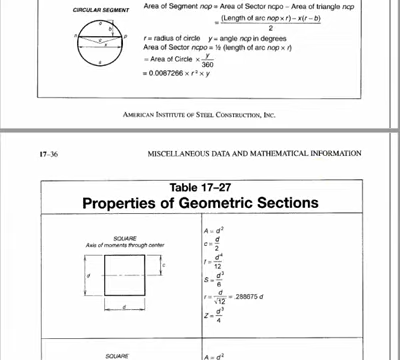 CIRCULAR SEGMENT
Area of Segment nop = Area of Sector ncpo − Area of triangle ncp
= (Length of arc nop × r) − x(r − b)
2
r = radius of circle y = angle ncp in degrees
Area of Sector ncpo = ½ (length of arc nop × r)
= Area of Circle × y/360
= 0.0087266 × r² × y
AMERICAN INSTITUTE OF STEEL CONSTRUCTION, INC.
17-36 MISCELLANEOUS DATA AND MATHEMATICAL INFORMATION
Table 17–27
Properties of Geometric Sections
SQUARE
Axis of moments through center
d
c
d
A = d²
c = d/2
I = d⁴/12
S = d³/6
r = d/√12 = .288675 d
Z = d³/4
SQUARE
A = d²